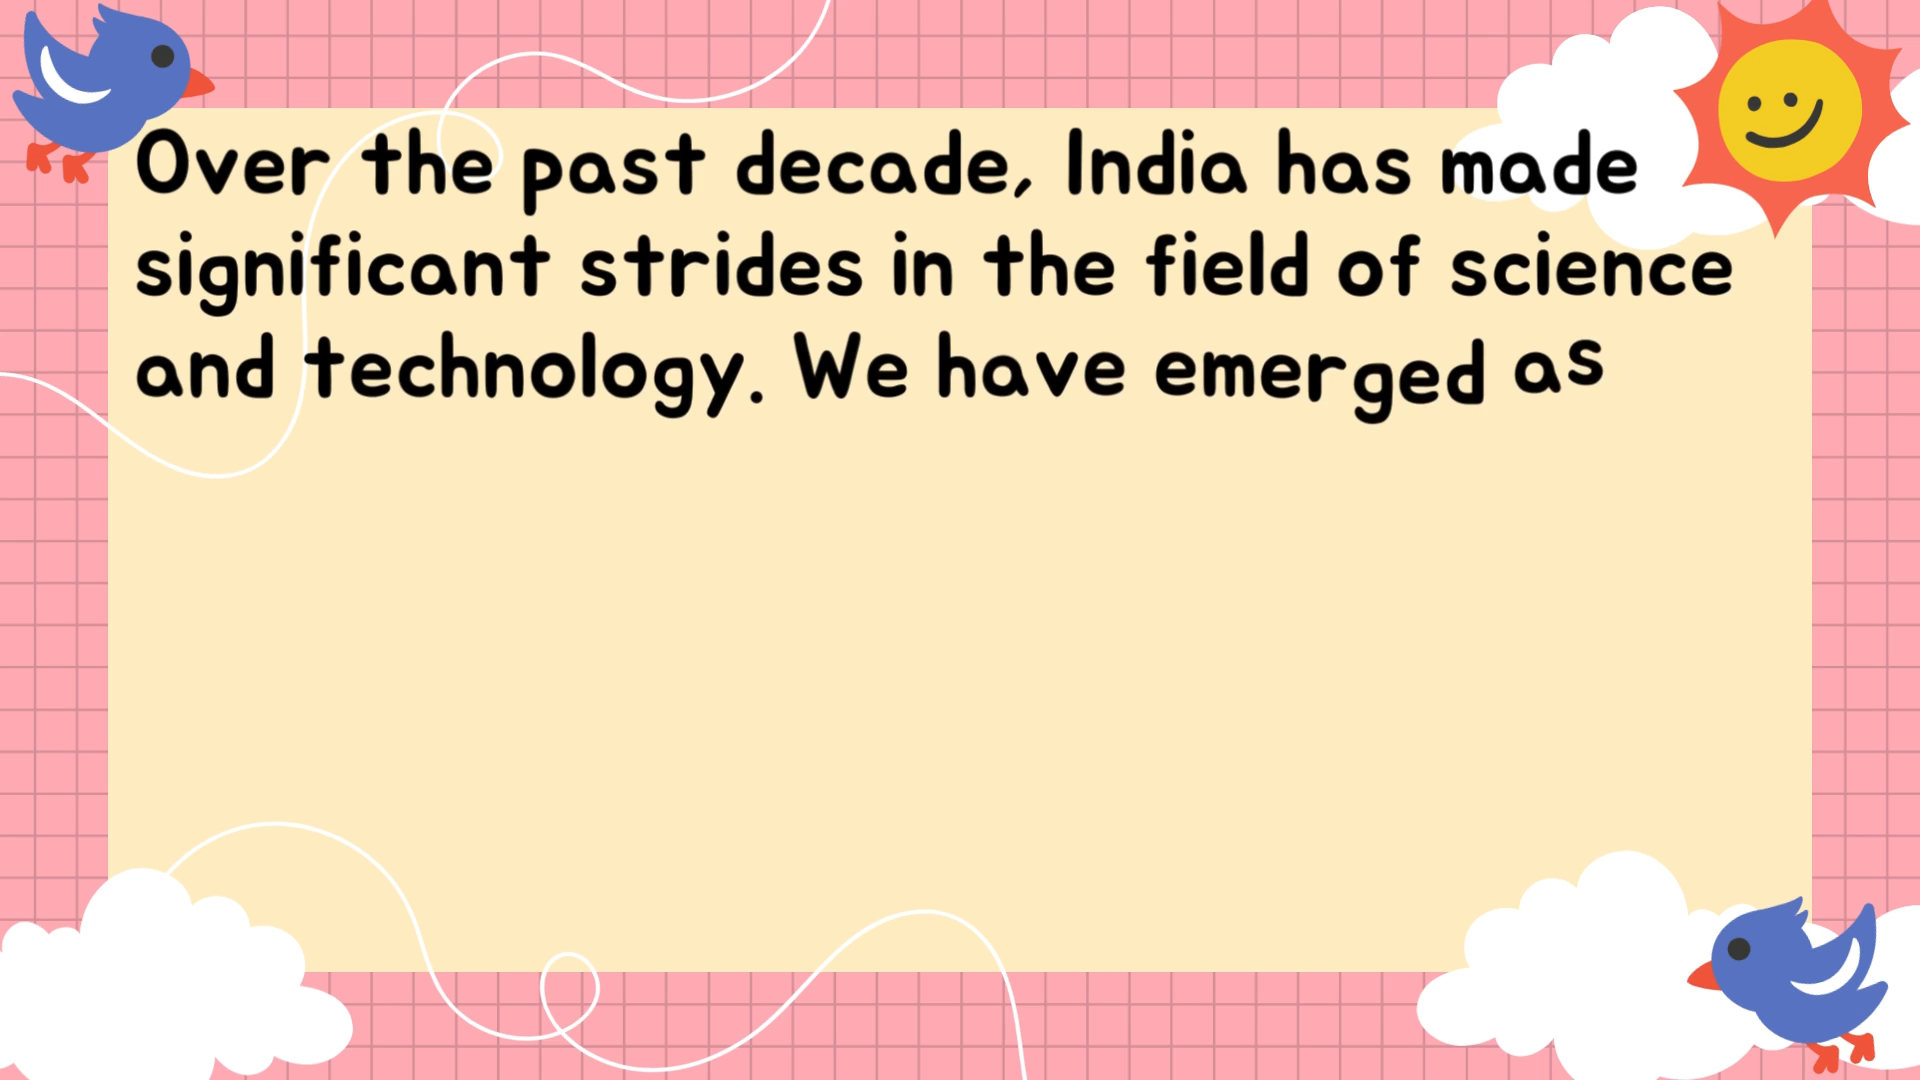 Over the past decade, India has made
significant strides in the field of science
and technology. We have emerged as